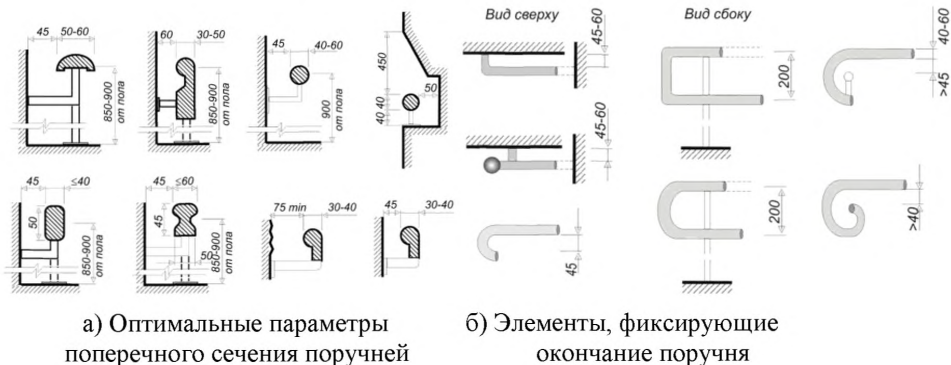 45 50-60
850-900
от пола
60 30-50
850-900
от пола
45 40-60
900
от пола
450
50
40 40
Вид сверху
45-60
45-60
45
Вид сбоку
200
40-60
>45
200
>40
45 ≤40
50
850-900
от пола
45 ≤60
45
50
850-900
от пола
75 min 30-40
45 30-40
а) Оптимальные параметры
поперечного сечения поручней
б) Элементы, фиксирующие
окончание поручня